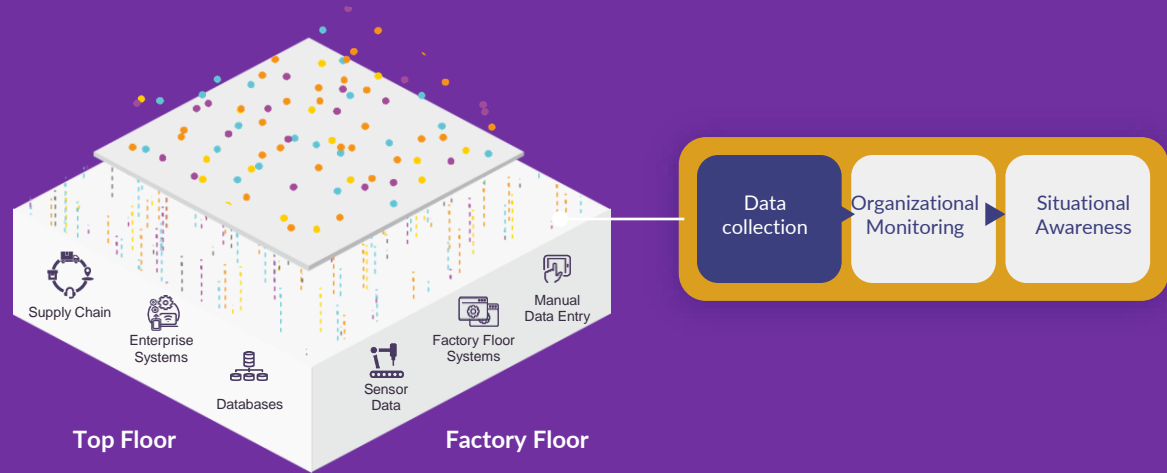 Supply Chain
Enterprise
Systems
Databases
Sensor
Data
Factory Floor
Systems
Manual
Data Entry
Top Floor
Factory Floor
Data
collection
Organizational
Monitoring
Situational
Awareness